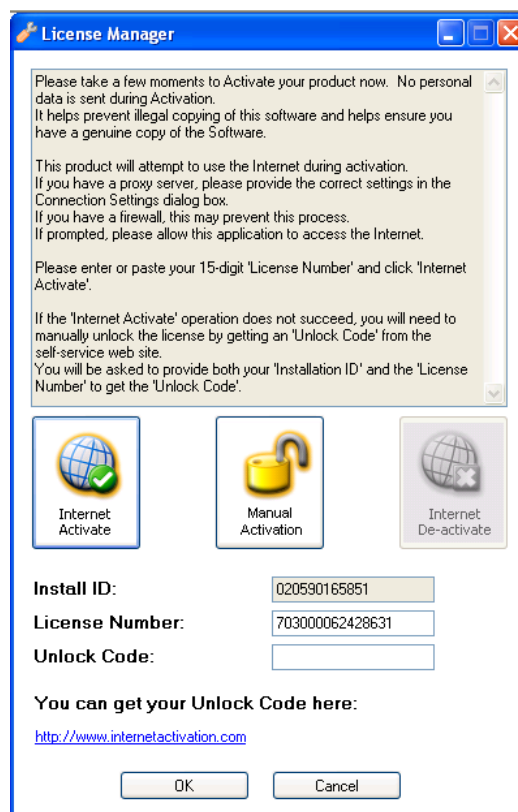 License Manager
Please take a few moments to Activate your product now.  No personal
data is sent during Activation.
It helps prevent illegal copying of this software and helps ensure you
have a genuine copy of the Software.
This product will attempt to use the Internet during activation.
If you have a proxy server, please provide the correct settings in the
Connection Settings dialog box.
If you have a firewall, this may prevent this process.
If prompted, please allow this application to access the Internet.
Please enter or paste your 15-digit 'License Number' and click 'Internet
Activate'.
If the 'Internet Activate' operation does not succeed, you will need to
manually unlock the license by getting an 'Unlock Code' from the
self-service web site.
You will be asked to provide both your 'Installation ID' and the 'License
Number' to get the 'Unlock Code'.
Internet
Activate
Manual
Activation
Internet
De-activate
Install ID:
020590165851
License Number:
703000062428631
Unlock Code:
You can get your Unlock Code here:
http://www.internetactivation.com
OK
Cancel